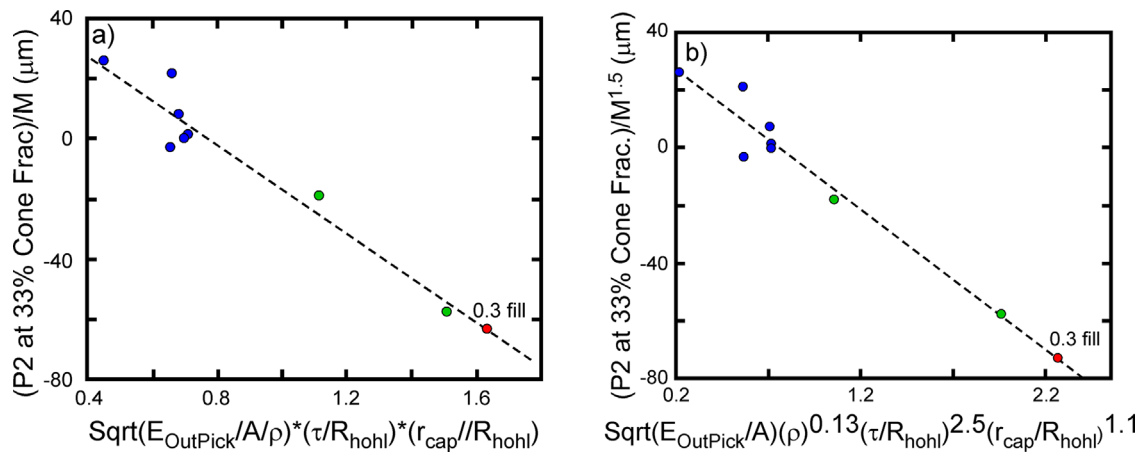 a)
40
0
-40
-80
(P2 at 33% Cone Frac)/M (μm)
0.3 fill
0.4 0.8 1.2 1.6
Sqrt(E_OutPick/A/ρ)*(τ/R_hohl)*(r_cap//R_hohl)
b)
40
0
-40
-80
(P2 at 33% Cone Frac.)/M^1.5 (μm)
0.3 fill
0.2 1.2 2.2
Sqrt(E_OutPick/A)(ρ)^0.13(τ/R_hohl)^2.5(r_cap/R_hohl)^1.1